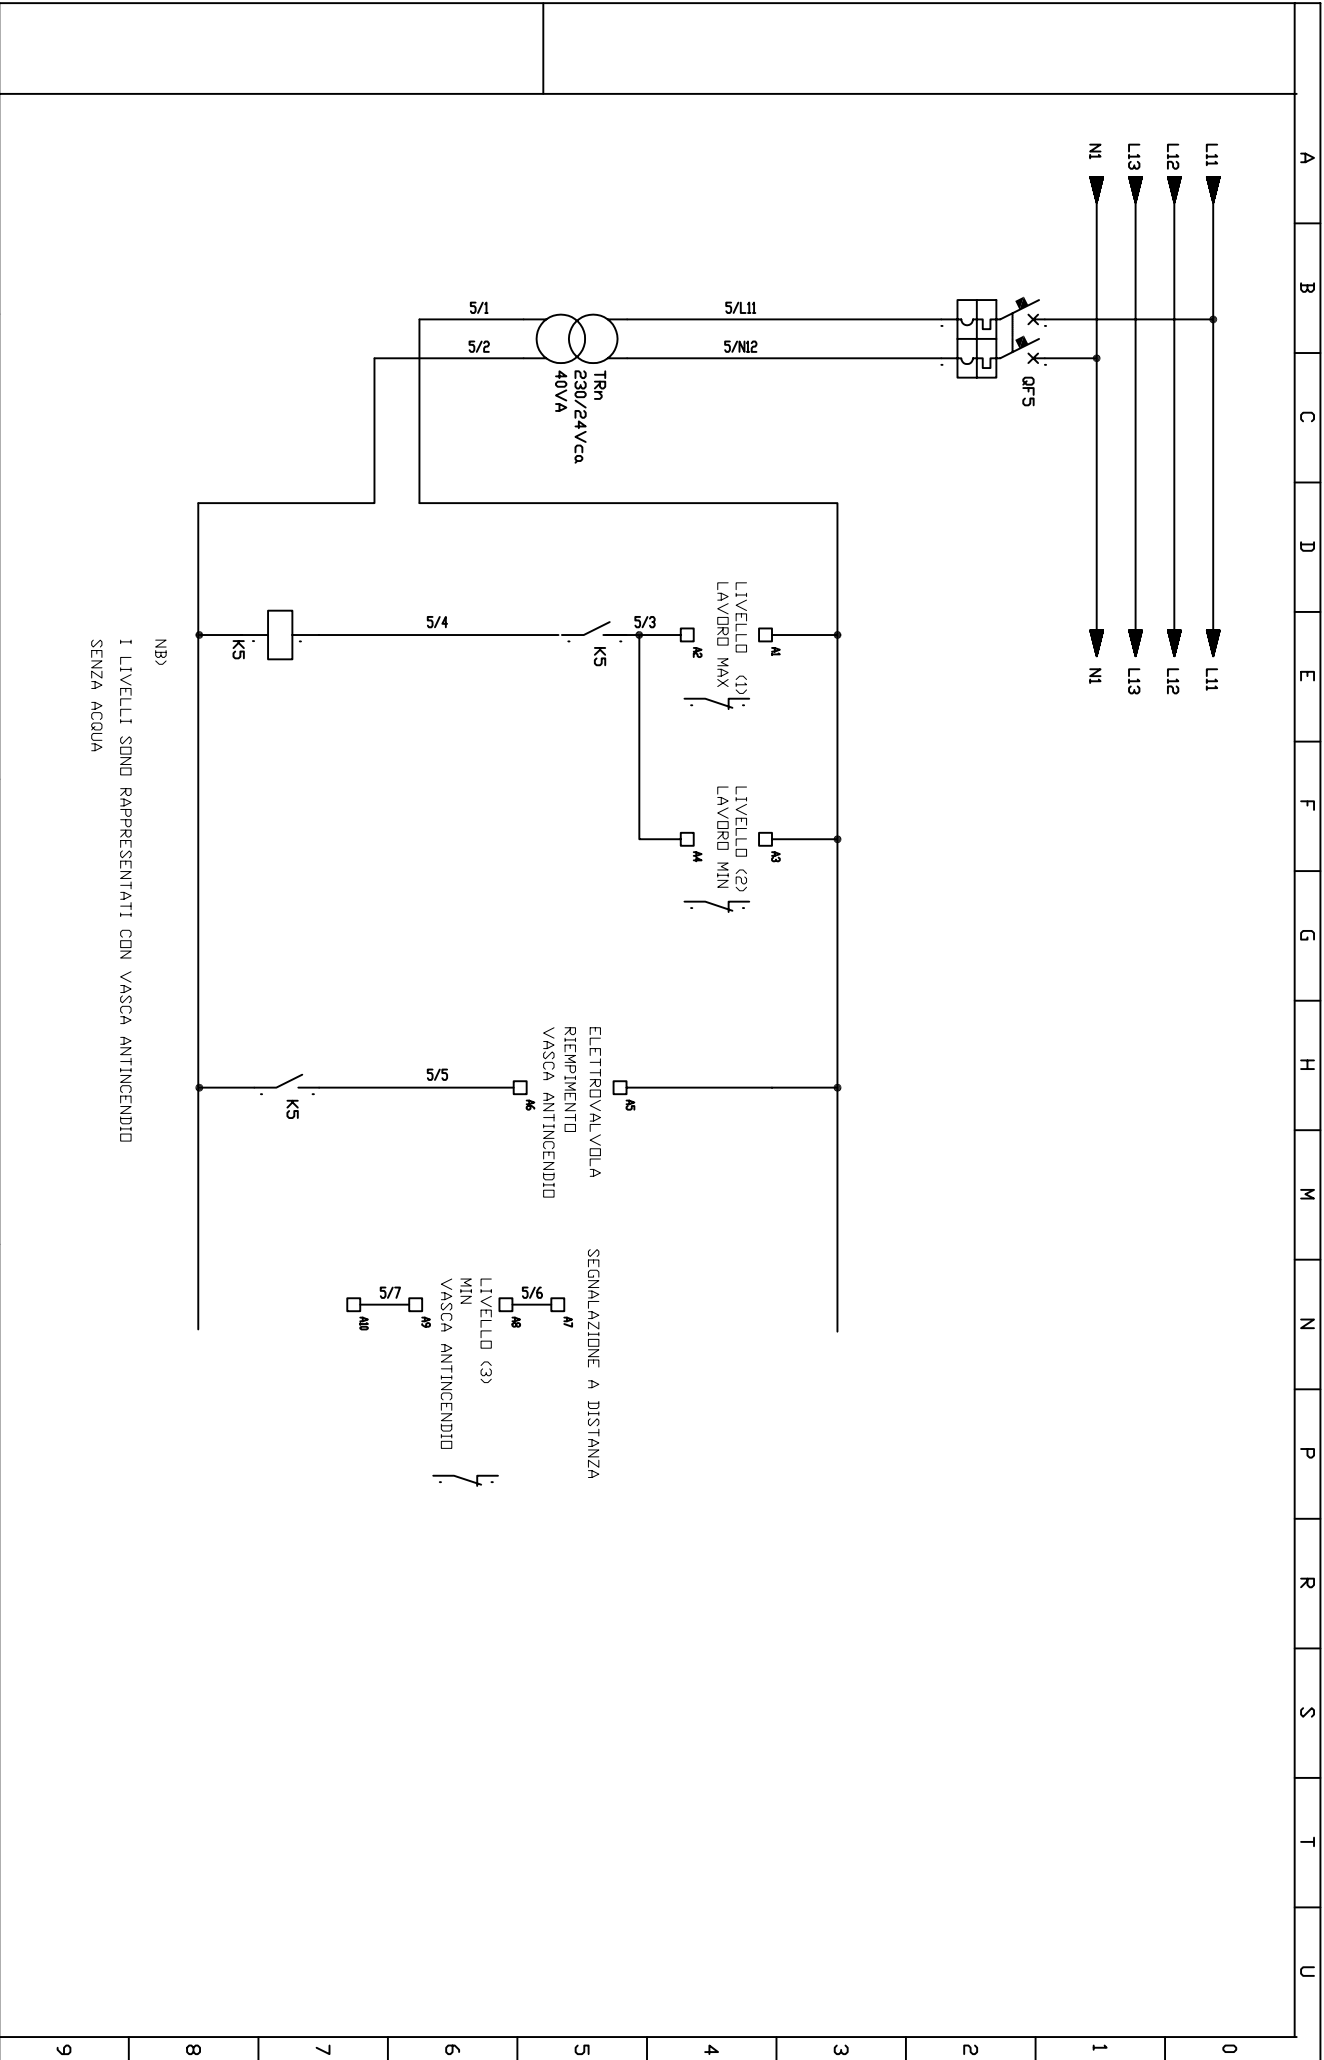 A
B
C
D
E
F
G
H
M
N
P
R
S
T
U
0
1
2
3
4
5
6
7
8
9
L11
L12
L13
N1
L11
L12
L13
N1
QF5
5/L11
5/N12
TRn
230/24Vca
40VA
5/1
5/2
A1
LIVELLO (1)
LAVORO MAX
A2
5/3
K5
5/4
K5
A3
LIVELLO (2)
LAVORO MIN
A4
A5
ELETTROVALVOLA
RIEMPIMENTO
VASCA ANTINCENDIO
A6
5/5
K5
SEGNALAZIONE A DISTANZA
A7
5/6
A8
LIVELLO (3)
MIN
VASCA ANTINCENDIO
A9
5/7
A10
NB)
I LIVELLI SONO RAPPRESENTATI CON VASCA ANTINCENDIO
SENZA ACQUA